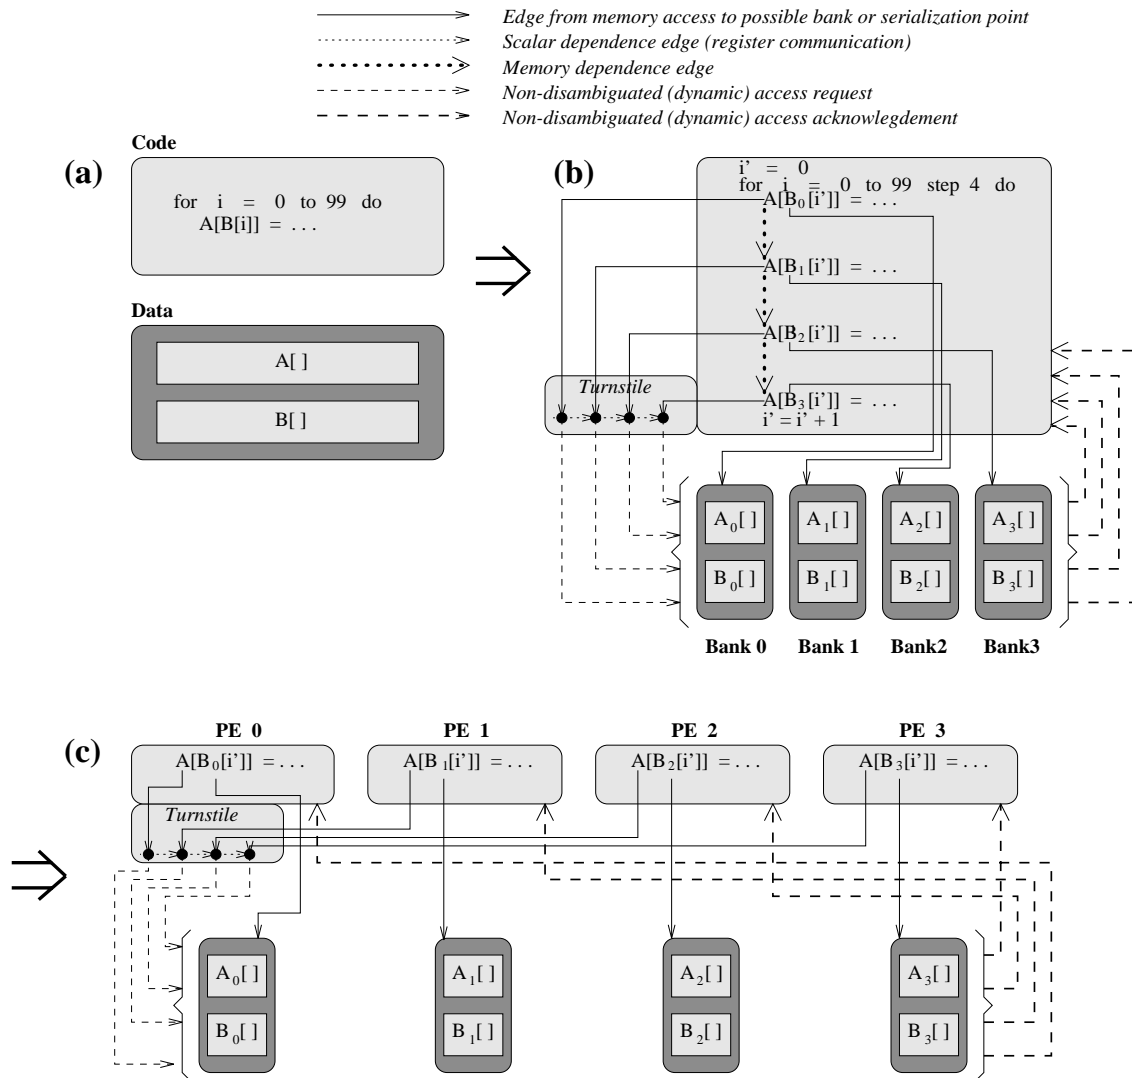 Edge from memory access to possible bank or serialization point
Scalar dependence edge (register communication)
Memory dependence edge
Non-disambiguated (dynamic) access request
Non-disambiguated (dynamic) access acknowlegdement
(a)
Code
for i = 0 to 99 do
A[B[i]] = ...
Data
A[ ]
B[ ]
(b)
i' = 0
for i = 0 to 99 step 4 do
A[B0[i']] = ...
A[B1[i']] = ...
A[B2[i']] = ...
A[B3[i']] = ...
i' = i' + 1
Turnstile
A0[ ] A1[ ] A2[ ] A3[ ]
B0[ ] B1[ ] B2[ ] B3[ ]
Bank 0 Bank 1 Bank2 Bank3
(c)
PE 0 PE 1 PE 2 PE 3
A[B0[i']] = ... A[B1[i']] = ... A[B2[i']] = ... A[B3[i']] = ...
Turnstile
A0[ ] A1[ ] A2[ ] A3[ ]
B0[ ] B1[ ] B2[ ] B3[ ]